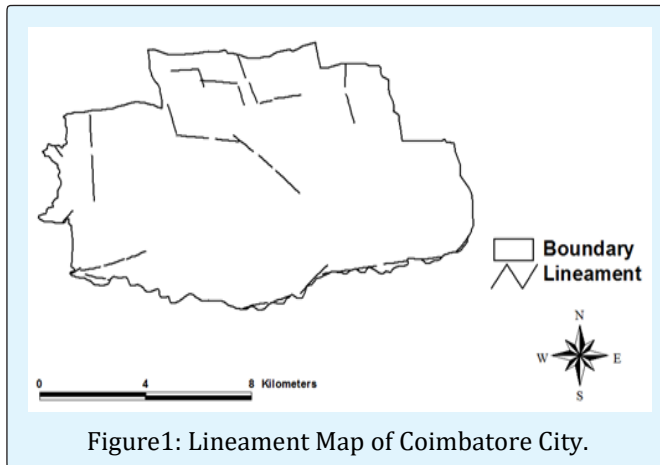 Boundary
Lineament
N
W E
S
0 4 8 Kilometers
Figure1: Lineament Map of Coimbatore City.